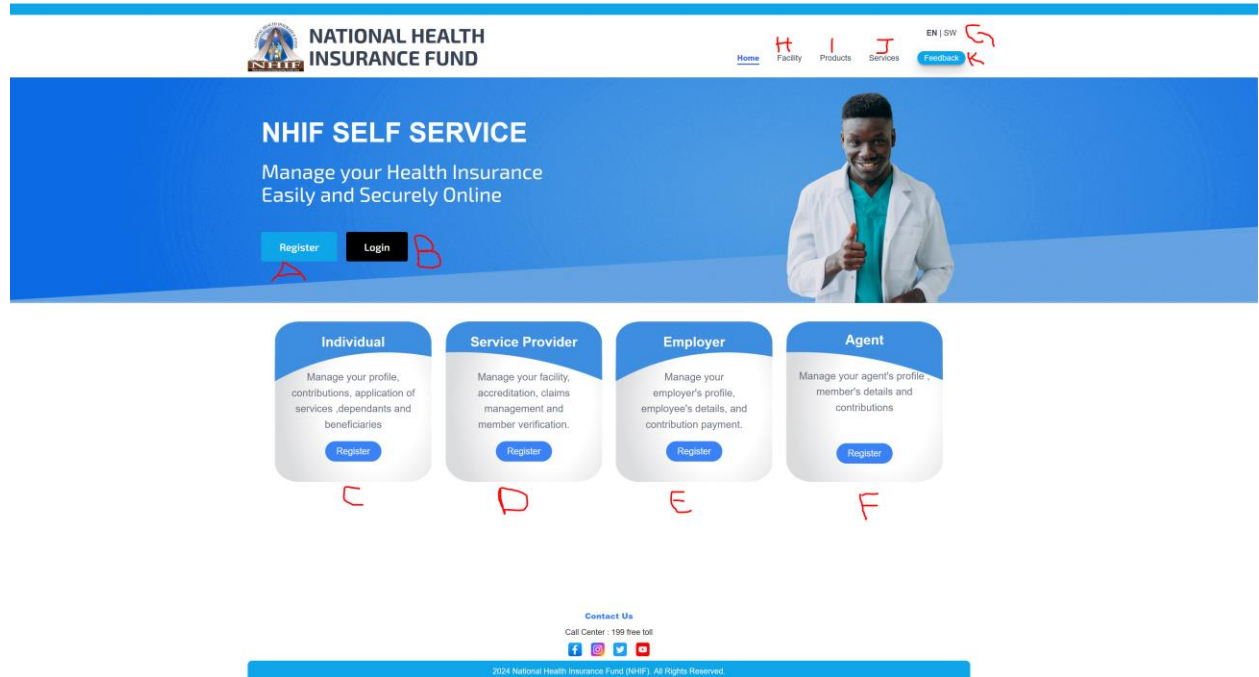 NATIONAL HEALTH
INSURANCE FUND
NHIF
EN | SW G
H I J
Home Facility Products Services Feedback K
NHIF SELF SERVICE
Manage your Health Insurance
Easily and Securely Online
Register Login B
A
Individual
Manage your profile,
contributions, application of
services ,dependants and
beneficiaries
Register
C
Service Provider
Manage your facility,
accreditation, claims
management and
member verification.
Register
D
Employer
Manage your
employer's profile,
employee's details, and
contribution payment.
Register
E
Agent
Manage your agent's profile ,
member's details and
contributions
Register
F
Contact Us
Call Center : 199 free toll
2024 National Health Insurance Fund (NHIF). All Rights Reserved.